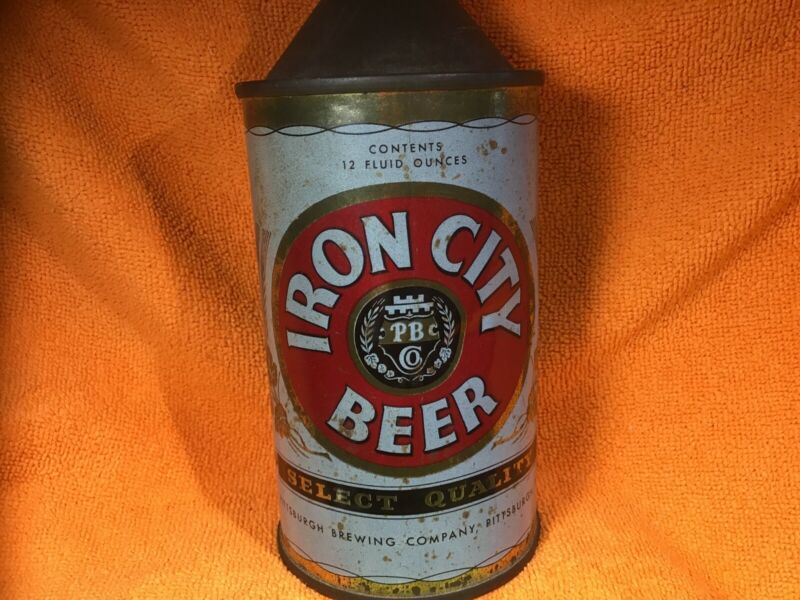 CONTENTS
12 FLUID OUNCES
IRON CITY
PBC
CO
BEER
SELECT QUALITY
BREWING COMPANY,